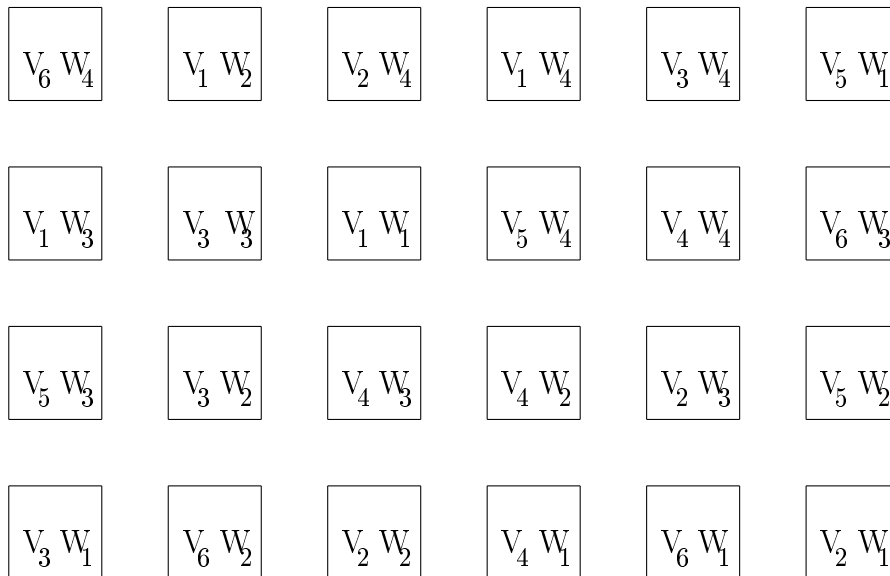 V₆ W₄ V₁ W₂ V₂ W₄ V₁ W₄ V₃ W₄ V₅ W₁
V₁ W₃ V₃ W₃ V₁ W₁ V₅ W₄ V₄ W₄ V₆ W₃
V₅ W₃ V₃ W₂ V₄ W₃ V₄ W₂ V₂ W₃ V₅ W₂
V₃ W₁ V₆ W₂ V₂ W₂ V₄ W₁ V₆ W₁ V₂ W₁